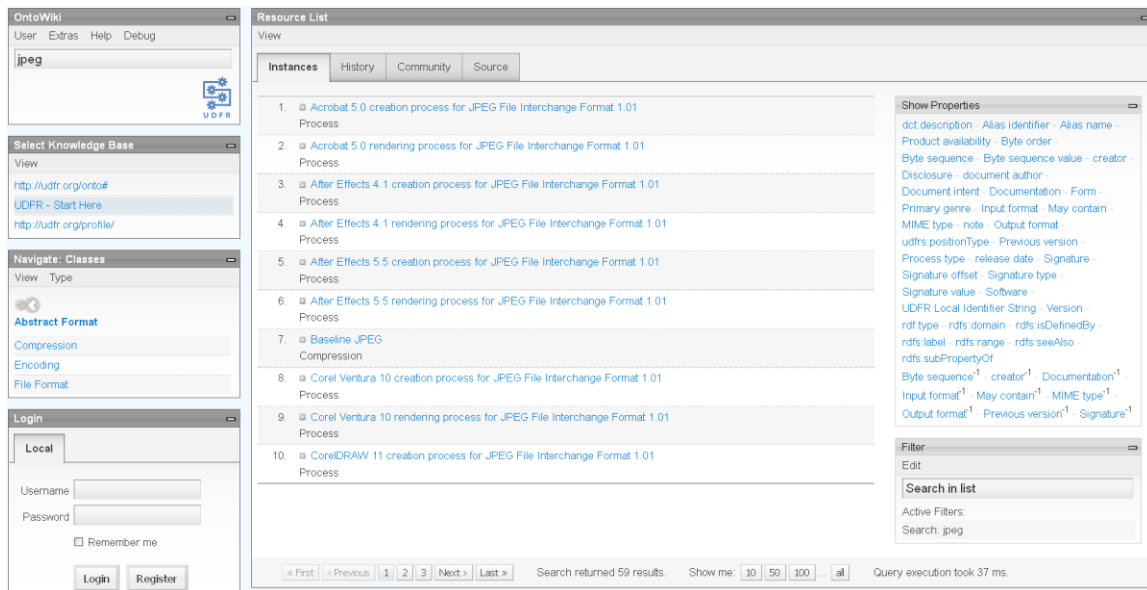 OntoWiki
User Extras Help Debug
jpeg
UDFR
Select Knowledge Base
View
http://udfr.org/onto#
UDFR - Start Here
http://udfr.org/profile/
Navigate: Classes
View Type
Abstract Format
Compression
Encoding
File Format
Login
Local
Username
Password
Remember me
Login Register
Resource List
View
Instances History Community Source
1. Acrobat 5.0 creation process for JPEG File Interchange Format 1.01
Process
2. Acrobat 5.0 rendering process for JPEG File Interchange Format 1.01
Process
3. After Effects 4.1 creation process for JPEG File Interchange Format 1.01
Process
4. After Effects 4.1 rendering process for JPEG File Interchange Format 1.01
Process
5. After Effects 5.5 creation process for JPEG File Interchange Format 1.01
Process
6. After Effects 5.5 rendering process for JPEG File Interchange Format 1.01
Process
7. Baseline JPEG
Compression
8. Corel Ventura 10 creation process for JPEG File Interchange Format 1.01
Process
9. Corel Ventura 10 rendering process for JPEG File Interchange Format 1.01
Process
10. CorelDRAW 11 creation process for JPEG File Interchange Format 1.01
Process
Show Properties
dct:description - Alias identifier - Alias name -
Product availability - Byte order -
Byte sequence - Byte sequence value - creator -
Disclosure - document author -
Document intent - Documentation - Form -
Primary genre - Input format - May contain -
MIME type - note - Output format -
udfrs:positionType - Previous version -
Process type - release date - Signature -
Signature offset - Signature type -
Signature value - Software -
UDFR Local Identifier String - Version -
rdf:type - rdfs:domain - rdfs:isDefinedBy -
rdfs:label - rdfs:range - rdfs:seeAlso -
rdfs:subPropertyOf
Byte sequence-1 - creator-1 - Documentation-1 -
Input format-1 - May contain-1 - MIME type-1 -
Output format-1 - Previous version-1 - Signature-1
Filter
Edit
Search in list
Active Filters:
Search: jpeg
« First ‹ Previous 1 2 3 Next › Last » Search returned 59 results. Show me: 10 50 100 ... all Query execution took 37 ms.